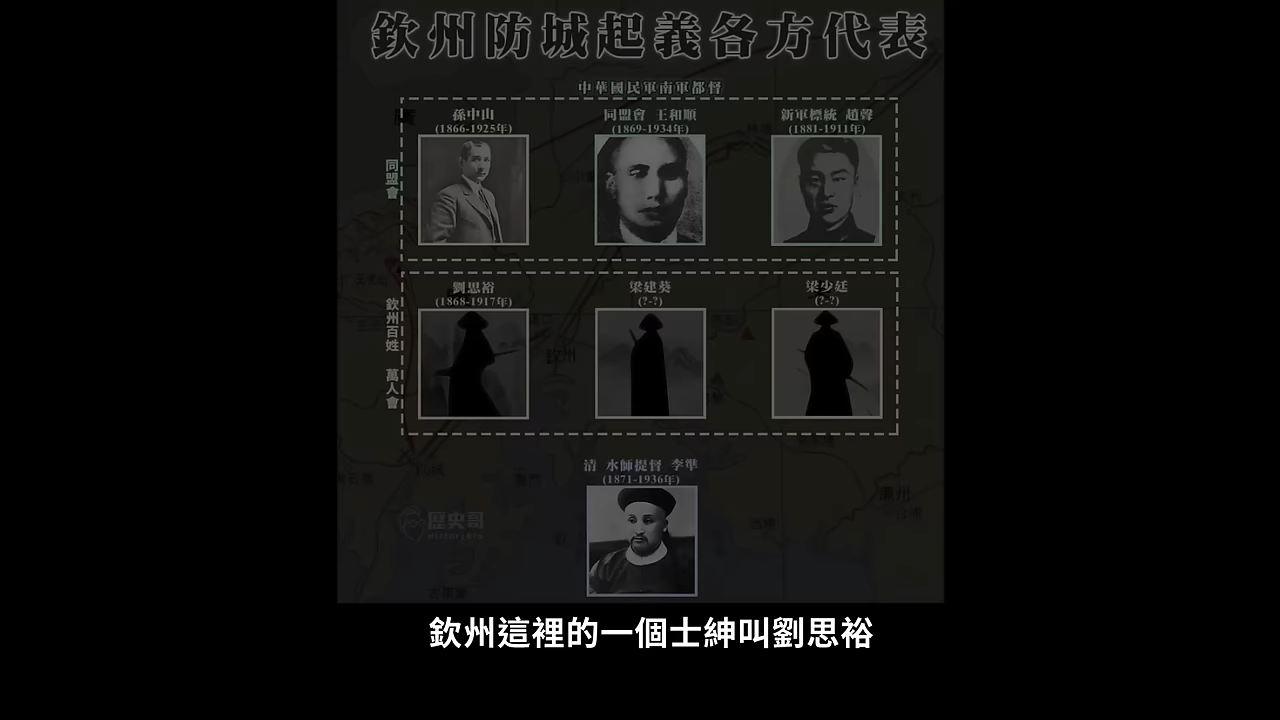 欽州防城起義各方代表
中華國民軍南軍都督
孫中山
(1866-1925年)
同盟會 王和順
(1869-1934年)
新軍標統 趙聲
(1881-1911年)
同盟會
劉思裕
(1868-1917年)
梁建葵
(?-?)
梁少廷
(?-?)
欽州百姓 萬人會
清 水師提督 李準
(1871-1936年)
歷史哥
欽州
廉州
欽州這裡的一個士紳叫劉思裕